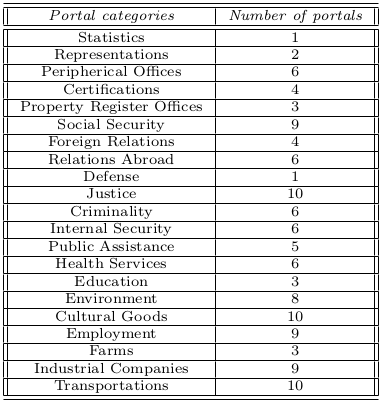 Portal categories Number of portals
Statistics 1
Representations 2
Peripherical Offices 6
Certifications 4
Property Register Offices 3
Social Security 9
Foreign Relations 4
Relations Abroad 6
Defense 1
Justice 10
Criminality 6
Internal Security 6
Public Assistance 5
Health Services 6
Education 3
Environment 8
Cultural Goods 10
Employment 9
Farms 3
Industrial Companies 9
Transportations 10